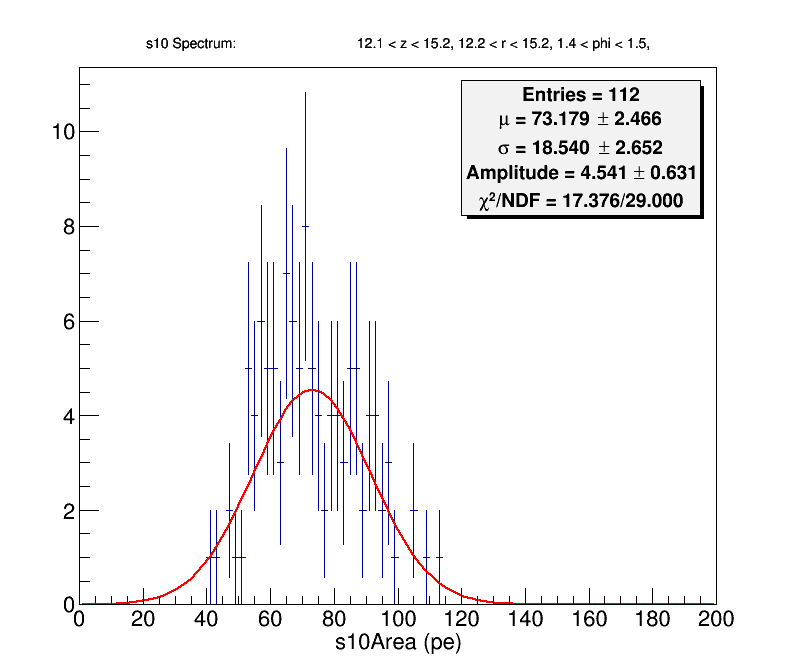 s10 Spectrum: 12.1 < z < 15.2, 12.2 < r < 15.2, 1.4 < phi < 1.5,
Entries = 112
μ = 73.179 ± 2.466
σ = 18.540 ± 2.652
Amplitude = 4.541 ± 0.631
χ²/NDF = 17.376/29.000
10
8
6
4
2
0
0 20 40 60 80 100 120 140 160 180 200
s10Area (pe)